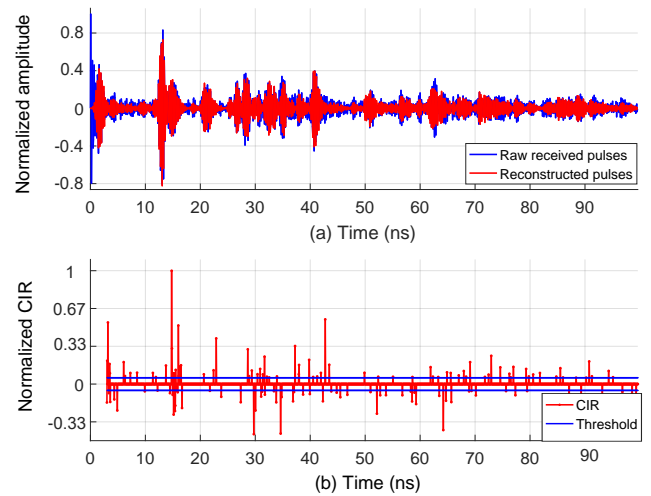 Normalized amplitude
0.8
0.4
0
-0.4
-0.8
0 10 20 30 40 50 60 70 80 90
Raw received pulses
Reconstructed pulses
(a) Time (ns)
Normalized CIR
1
0.67
0.33
0
-0.33
0 10 20 30 40 50 60 70 80 90
CIR
Threshold
(b) Time (ns)